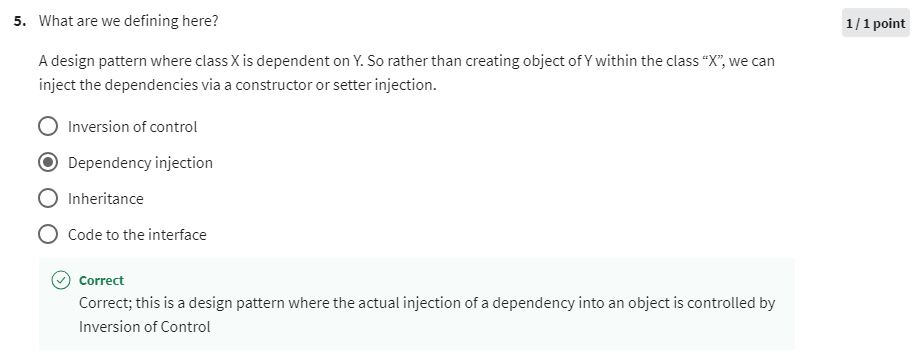 5. What are we defining here?
1 / 1 point
A design pattern where class X is dependent on Y. So rather than creating object of Y within the class “X”, we can
inject the dependencies via a constructor or setter injection.
Inversion of control
Dependency injection
Inheritance
Code to the interface
Correct
Correct; this is a design pattern where the actual injection of a dependency into an object is controlled by
Inversion of Control